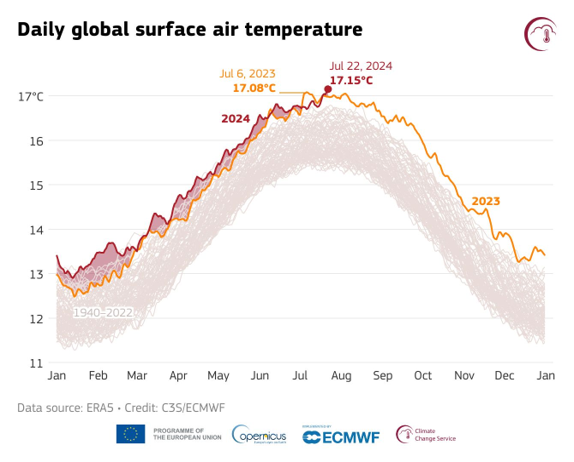 Daily global surface air temperature
Jul 22, 2024
17.15°C
Jul 6, 2023
17.08°C
17°C
2024
16
15
2023
14
13
1940–2022
12
11
Jan Feb Mar Apr May Jun Jul Aug Sep Oct Nov Dec Jan
Data source: ERA5 • Credit: C3S/ECMWF
PROGRAMME OF
THE EUROPEAN UNION
opernicus
IMPLEMENTED BY
ECMWF
Climate
Change Service